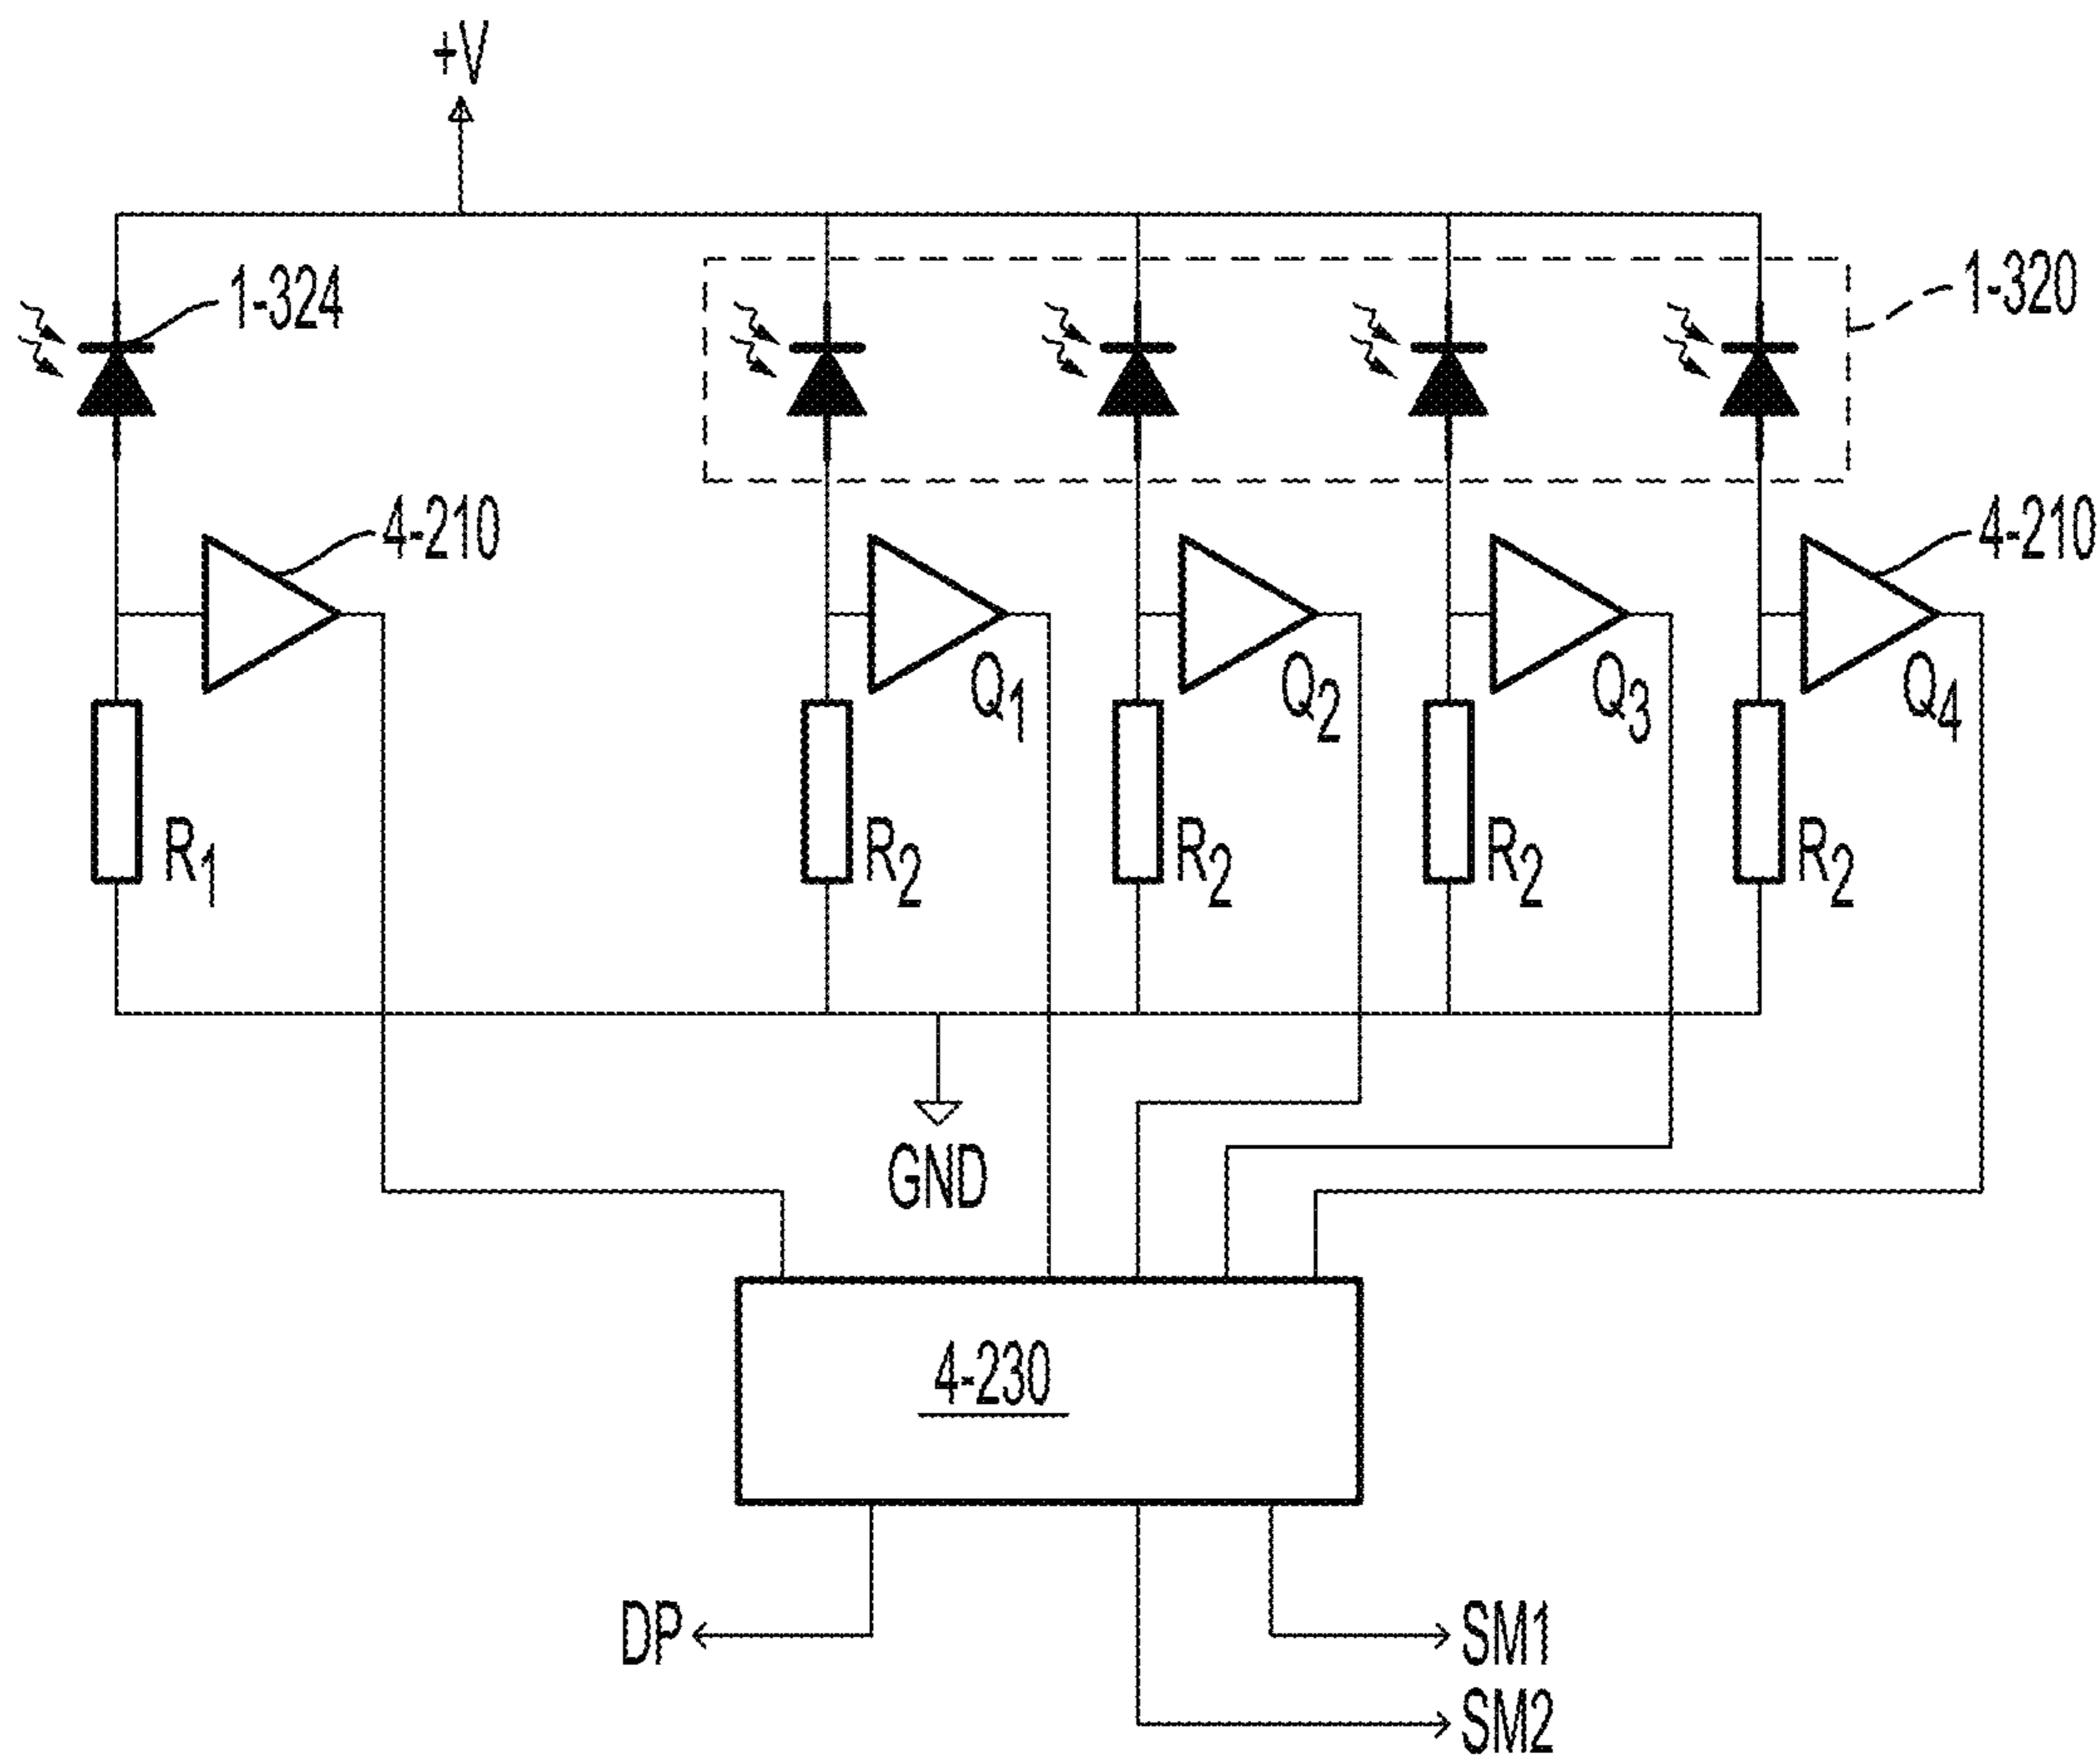 +V
1-324
1-320
4-210
4-210
Q1
Q2
Q3
Q4
R1
R2
R2
R2
R2
GND
4-230
DP
SM1
SM2